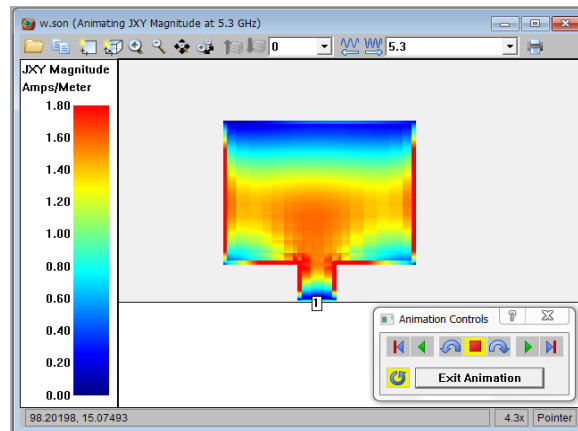 w.son (Animating JXY Magnitude at 5.3 GHz)
0 5.3
JXY Magnitude
Amps/Meter
1.80
1.60
1.40
1.20
1.00
0.80
0.60
0.40
0.20
0.00
1
Animation Controls
Exit Animation
98.20198, 15.07493 4.3x Pointer